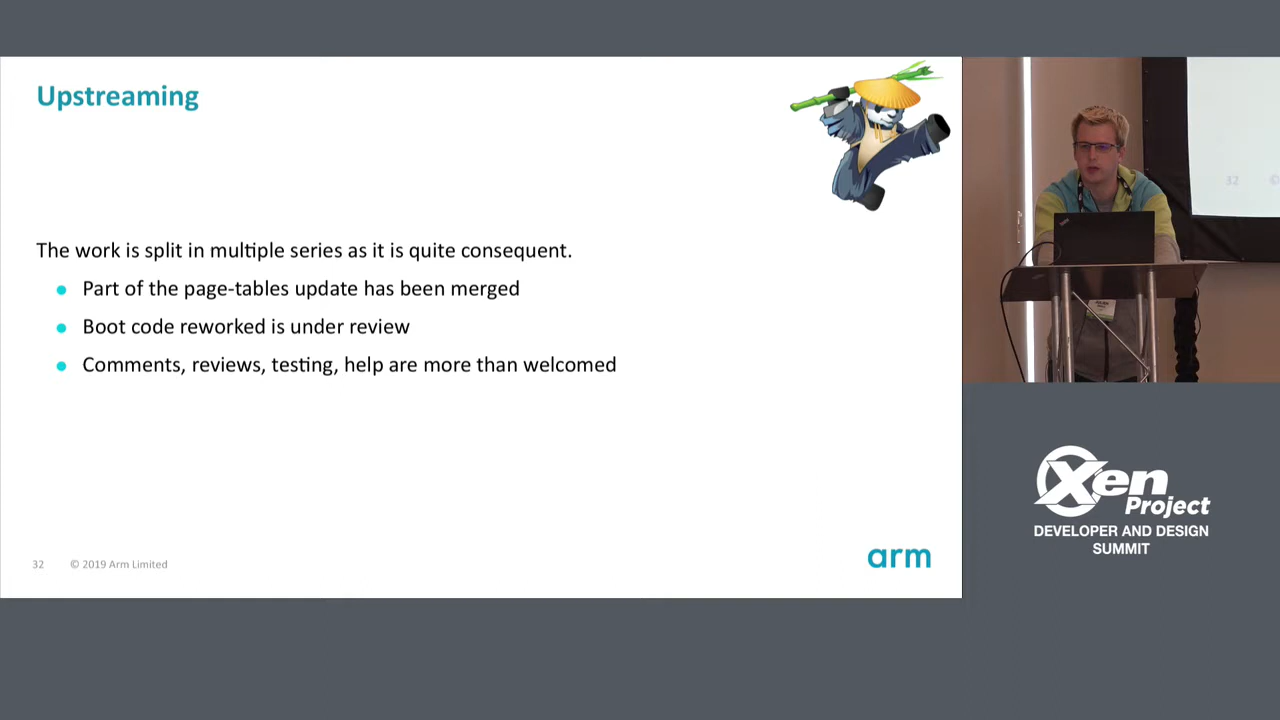 Upstreaming
The work is split in multiple series as it is quite consequent.
Part of the page-tables update has been merged
Boot code reworked is under review
Comments, reviews, testing, help are more than welcomed
32
© 2019 Arm Limited
arm
32 ©
Xen
Project
DEVELOPER AND DESIGN
SUMMIT